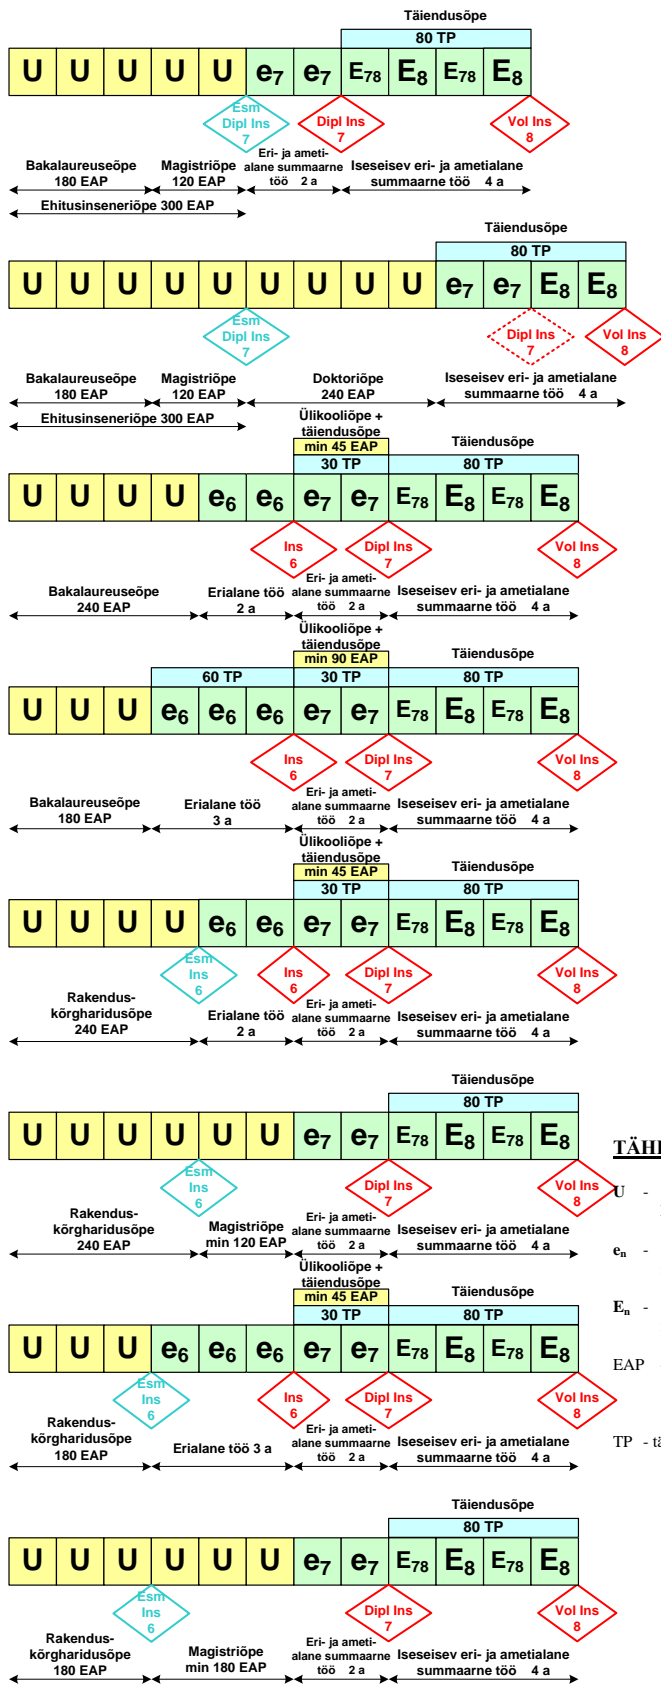 Täiendusõpe
80 TP
U U U U U e7 e7 E78 E8 E78 E8
Esm
Dipl Ins
7
Dipl Ins
7
Vol Ins
8
Bakalaureuseõpe
180 EAP
Magistriõpe
120 EAP
Eri- ja ameti-
alane summaarne
töö 2 a
Iseseisev eri- ja ametialane
summaarne töö 4 a
Ehitusinseneriõpe 300 EAP
Täiendusõpe
80 TP
U U U U U U U U U e7 e7 E8 E8
Esm
Dipl Ins
7
Dipl Ins
7
Vol Ins
8
Bakalaureuseõpe
180 EAP
Magistriõpe
120 EAP
Doktoriõpe
240 EAP
Iseseisev eri- ja ametialane
summaarne töö 4 a
Ehitusinseneriõpe 300 EAP
Ülikooliõpe +
täiendusõpe
min 45 EAP
30 TP
Täiendusõpe
80 TP
U U U U e6 e6 e7 e7 E78 E8 E78 E8
Ins
6
Dipl Ins
7
Vol Ins
8
Bakalaureuseõpe
240 EAP
Erialane töö
2 a
Eri- ja ameti-
alane summaarne
töö 2 a
Iseseisev eri- ja ametialane
summaarne töö 4 a
Ülikooliõpe +
täiendusõpe
min 90 EAP
60 TP
30 TP
Täiendusõpe
80 TP
U U U e6 e6 e6 e7 e7 E78 E8 E78 E8
Ins
6
Dipl Ins
7
Vol Ins
8
Bakalaureuseõpe
180 EAP
Erialane töö
3 a
Eri- ja ameti-
alane summaarne
töö 2 a
Iseseisev eri- ja ametialane
summaarne töö 4 a
Ülikooliõpe +
täiendusõpe
min 45 EAP
30 TP
Täiendusõpe
80 TP
U U U U e6 e6 e7 e7 E78 E8 E78 E8
Esm
Ins
6
Ins
6
Dipl Ins
7
Vol Ins
8
Rakendus-
kõrgharidusõpe
240 EAP
Erialane töö
2 a
Eri- ja ameti-
alane summaarne
töö 2 a
Iseseisev eri- ja ametialane
summaarne töö 4 a
Täiendusõpe
80 TP
U U U U U U e7 e7 E78 E8 E78 E8
Esm
Ins
6
Dipl Ins
7
Vol Ins
8
Rakendus-
kõrgharidusõpe
240 EAP
Magistriõpe
min 120 EAP
Eri- ja ameti-
alane summaarne
töö 2 a
Iseseisev eri- ja ametialane
summaarne töö 4 a
U -
en -
En -
EAP
TP -
Ülikooliõpe +
täiendusõpe
min 45 EAP
30 TP
Täiendusõpe
80 TP
U U U e6 e6 e6 e7 e7 E78 E8 E78 E8
Esm
Ins
6
Ins
6
Dipl Ins
7
Vol Ins
8
Rakendus-
kõrgharidusõpe
180 EAP
Erialane töö 3 a
Eri- ja ameti-
alane summaarne
töö 2 a
Iseseisev eri- ja ametialane
summaarne töö 4 a
Täiendusõpe
80 TP
U U U U U U e7 e7 E78 E8 E78 E8
Esm
Ins
6
Dipl Ins
7
Vol Ins
8
Rakendus-
kõrgharidusõpe
180 EAP
Magistriõpe
min 180 EAP
Eri- ja ameti-
alane summaarne
töö 2 a
Iseseisev eri- ja ametialane
summaarne töö 4 a